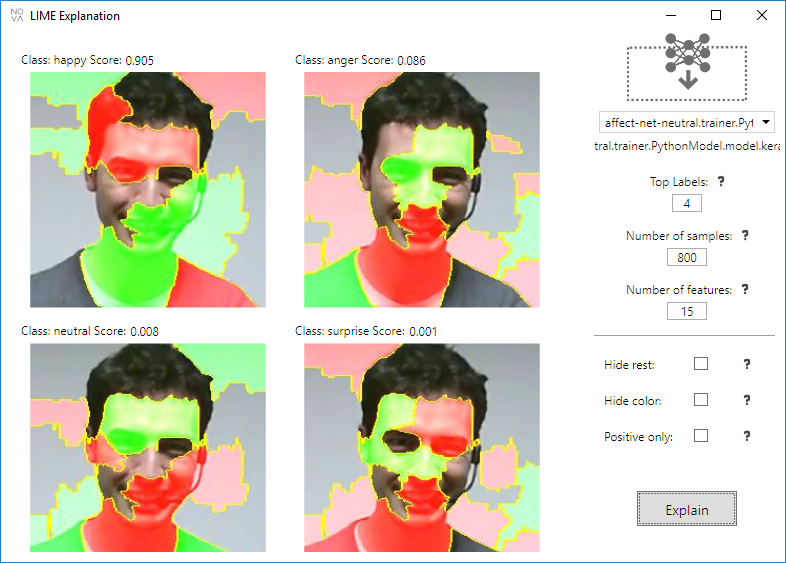 NOVA
LIME Explanation
Class: happy Score: 0.905
Class: anger Score: 0.086
Class: neutral Score: 0.008
Class: surprise Score: 0.001
affect-net-neutral.trainer.Pyt
tral.trainer.PythonModel.model.kera
Top Labels: ?
4
Number of samples: ?
800
Number of features: ?
15
Hide rest: ?
Hide color: ?
Positive only: ?
Explain